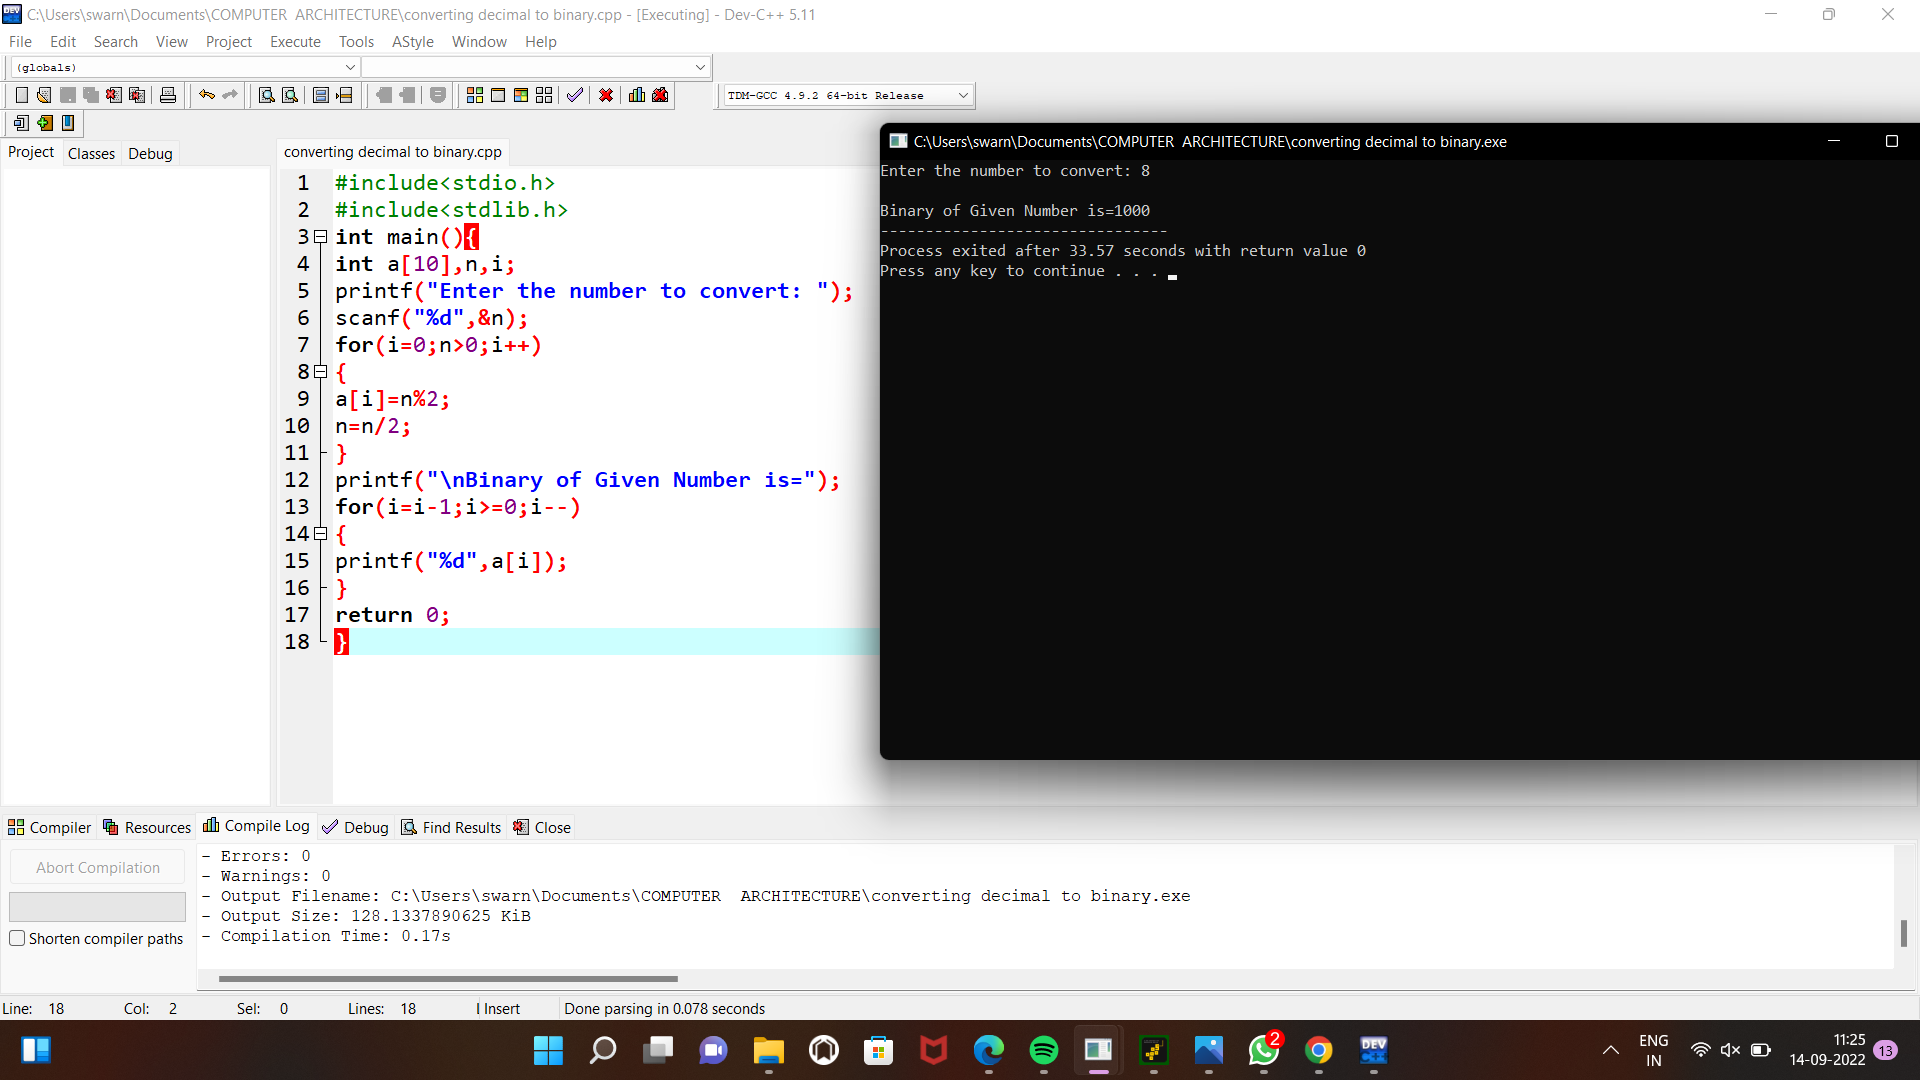 C:\Users\swarn\Documents\COMPUTER  ARCHITECTURE\converting decimal to binary.cpp - [Executing] - Dev-C++ 5.11
File Edit Search View Project Execute Tools AStyle Window Help
(globals)
TDM-GCC 4.9.2 64-bit Release
Project Classes Debug
converting decimal to binary.cpp
1 #include<stdio.h>
2 #include<stdlib.h>
3 int main(){
4 int a[10],n,i;
5 printf("Enter the number to convert: ");
6 scanf("%d",&n);
7 for(i=0;n>0;i++)
8 {
9 a[i]=n%2;
10 n=n/2;
11 }
12 printf("\nBinary of Given Number is=");
13 for(i=i-1;i>=0;i--)
14 {
15 printf("%d",a[i]);
16 }
17 return 0;
18 }
C:\Users\swarn\Documents\COMPUTER  ARCHITECTURE\converting decimal to binary.exe
Enter the number to convert: 8
Binary of Given Number is=1000
--------------------------------
Process exited after 33.57 seconds with return value 0
Press any key to continue . . .
Compiler Resources Compile Log Debug Find Results Close
Abort Compilation
Shorten compiler paths
- Errors: 0
- Warnings: 0
- Output Filename: C:\Users\swarn\Documents\COMPUTER  ARCHITECTURE\converting decimal to binary.exe
- Output Size: 128.1337890625 KiB
- Compilation Time: 0.17s
Line: 18 Col: 2 Sel: 0 Lines: 18 I Insert Done parsing in 0.078 seconds
2
DEV
C++
ENG
IN
11:25
14-09-2022
13